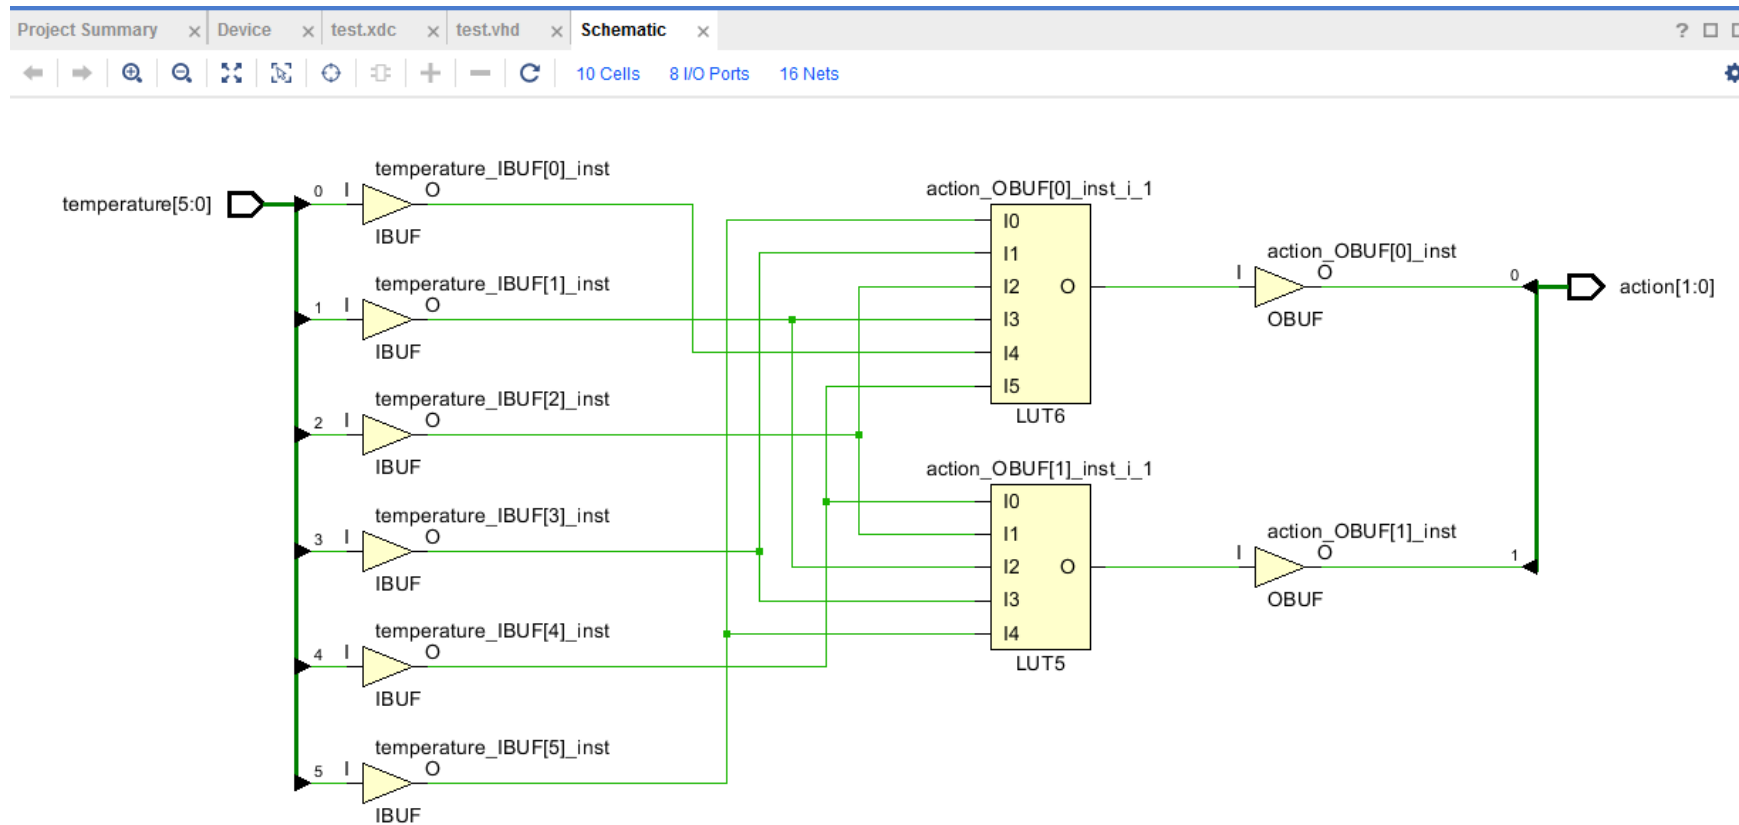 Project Summary × Device × test.xdc × test.vhd × Schematic ×
10 Cells 8 I/O Ports 16 Nets
temperature[5:0]
temperature_IBUF[0]_inst
0 I O
IBUF
temperature_IBUF[1]_inst
1 I O
IBUF
temperature_IBUF[2]_inst
2 I O
IBUF
temperature_IBUF[3]_inst
3 I O
IBUF
temperature_IBUF[4]_inst
4 I O
IBUF
temperature_IBUF[5]_inst
5 I O
IBUF
action_OBUF[0]_inst_i_1
I0
I1
I2 O
I3
I4
I5
LUT6
action_OBUF[1]_inst_i_1
I0
I1
I2 O
I3
I4
LUT5
action_OBUF[0]_inst
I O
OBUF
0
action[1:0]
action_OBUF[1]_inst
I O
OBUF
1